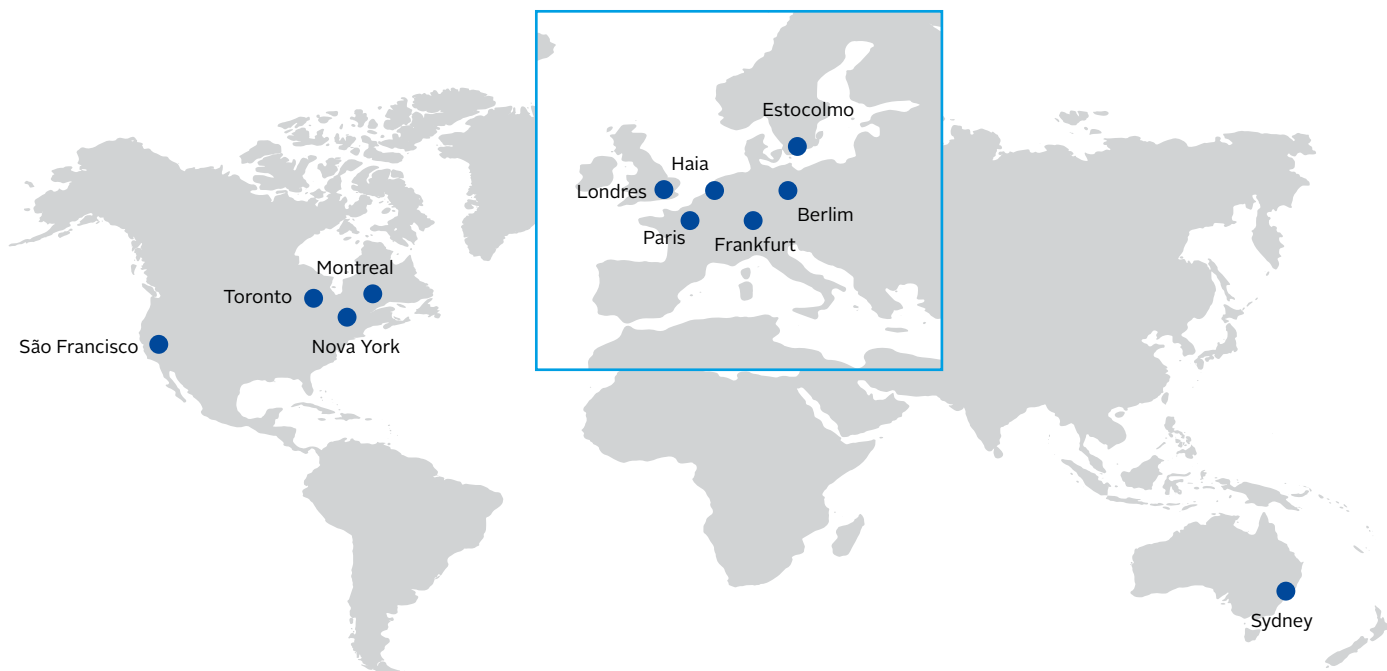 Estocolmo
Haia
Londres
Berlim
Paris
Frankfurt
Montreal
Toronto
São Francisco
Nova York
Sydney